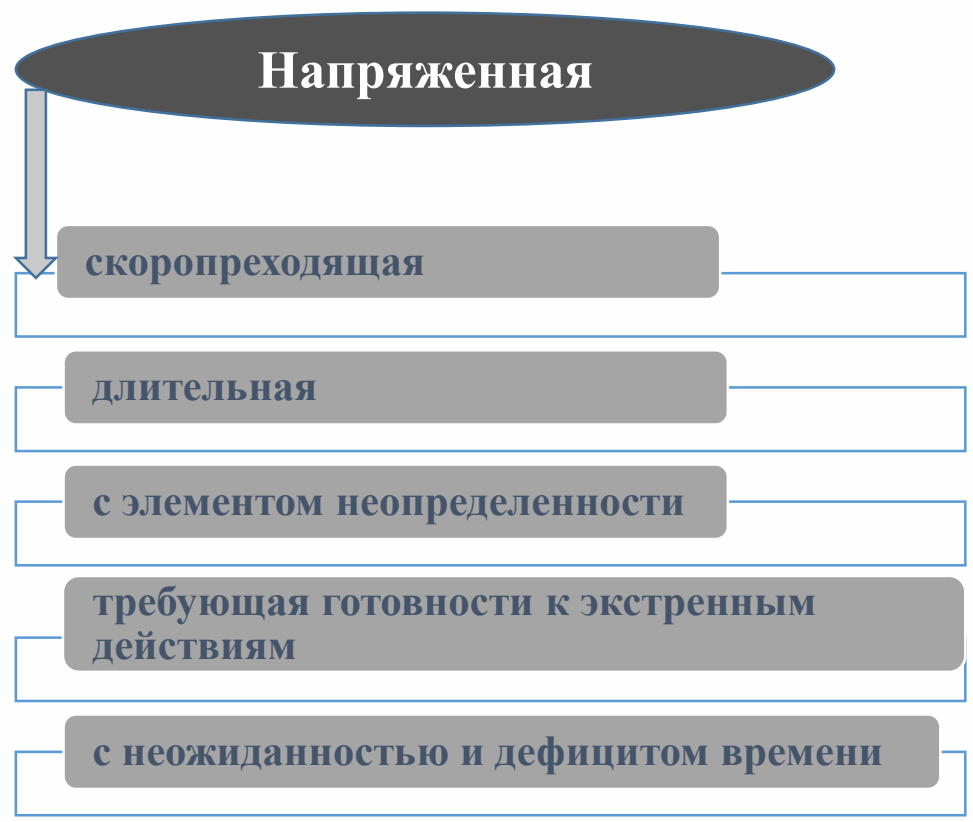 Напряженная
скоропреходящая
длительная
с элементом неопределенности
требующая готовности к экстренным
действиям
с неожиданностью и дефицитом времени